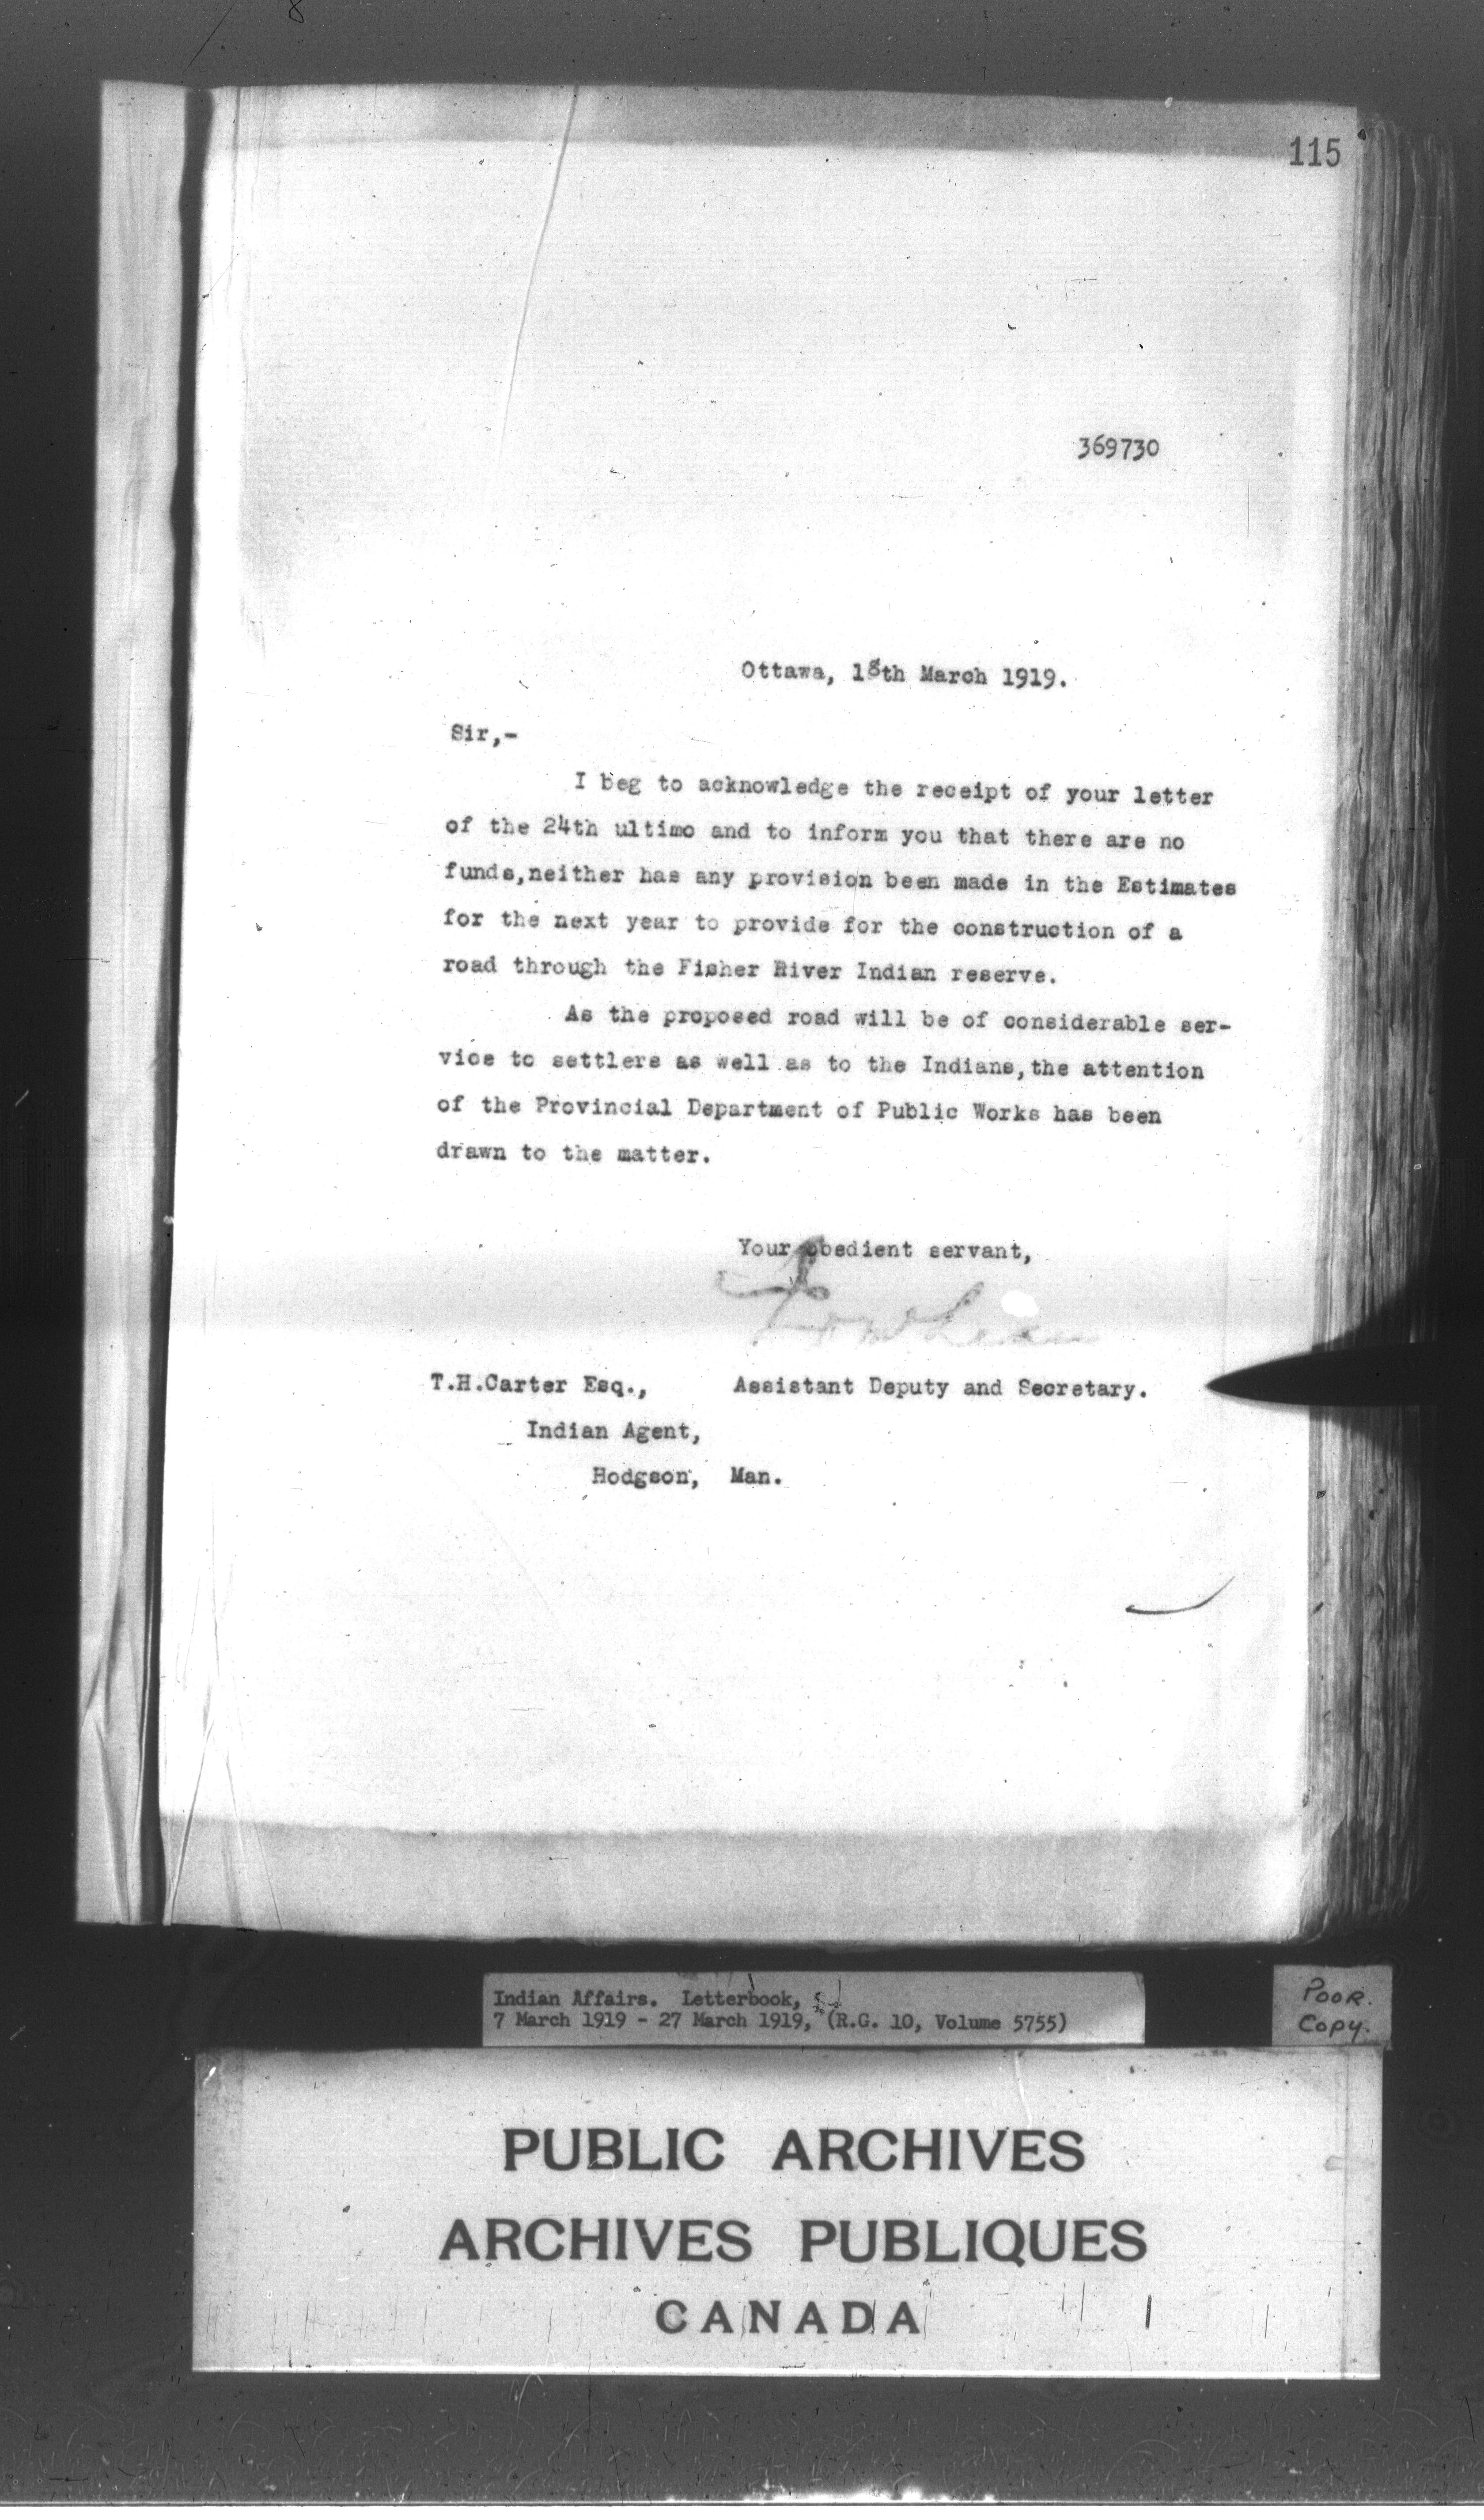 115
369730
Ottawa, 18th March 1919.
Sir,-
I beg to acknowledge the receipt of your letter
of the 24th ultimo and to inform you that there are no
funds,neither has any provision been made in the Estimates
for the next year to provide for the construction of a
road through the Fisher River Indian reserve.
As the proposed road will be of considerable ser-
vice to settlers as well as to the Indians,the attention
of the Provincial Department of Public Works has been
drawn to the matter.
Your obedient servant,
T.H.Carter Esq., Assistant Deputy and Secretary.
Indian Agent,
Hodgson, Man.
Indian Affairs. Letterbook,
7 March 1919 - 27 March 1919, (R.G. 10, Volume 5755)
POOR.
COPY.
PUBLIC ARCHIVES
ARCHIVES PUBLIQUES
CANADA